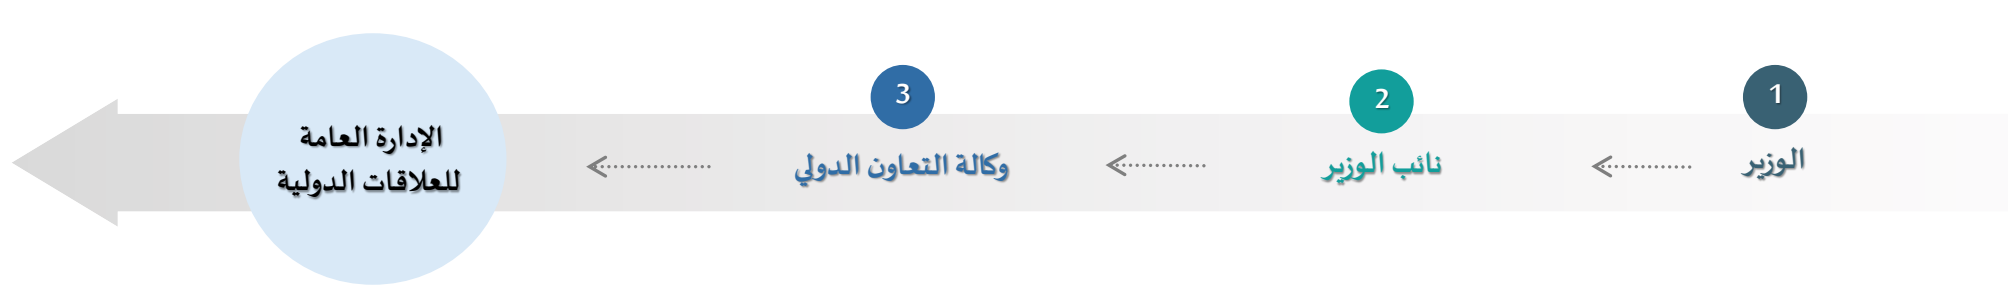 1
الوزير
2
نائب الوزير
3
وكالة التعاون الدولي
الإدارة العامة
للعلاقات الدولية